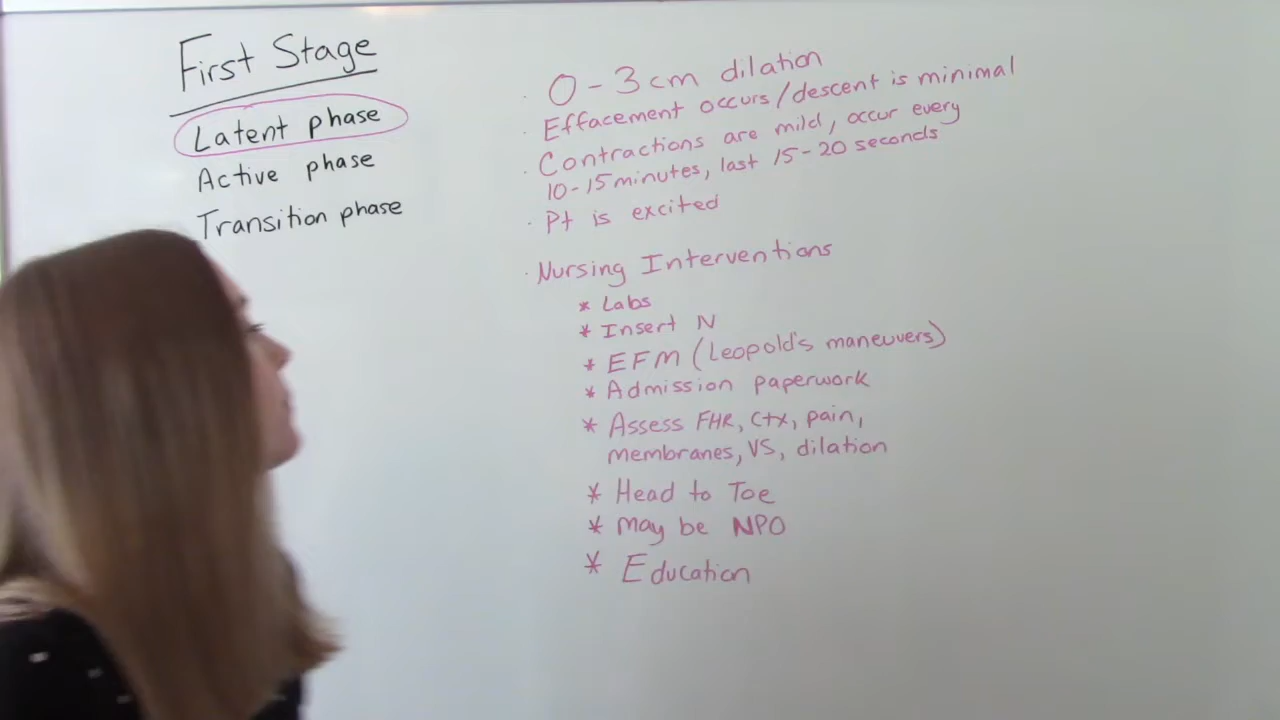 First Stage
Latent phase
Active phase
Transition phase
· 0-3cm dilation
· Effacement occurs/descent is minimal
· Contractions are mild, occur every
10-15 minutes, last 15-20 seconds
· Pt is excited
· Nursing Interventions
* Labs
* Insert IV
* EFM (Leopold's maneuvers)
* Admission paperwork
* Assess FHR, Ctx, pain,
membranes, VS, dilation
* Head to Toe
* may be NPO
* Education